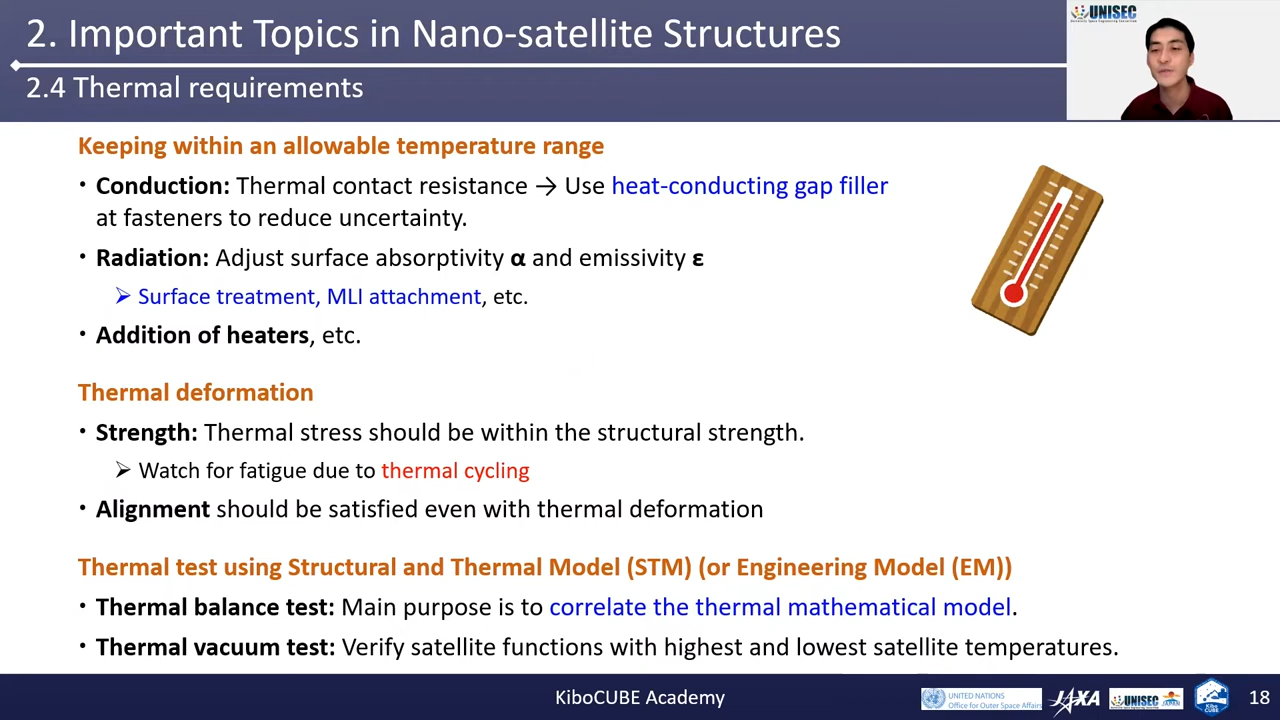 2. Important Topics in Nano-satellite Structures
UNISEC
2.4 Thermal requirements
Keeping within an allowable temperature range
• Conduction: Thermal contact resistance → Use heat-conducting gap filler
at fasteners to reduce uncertainty.
• Radiation: Adjust surface absorptivity α and emissivity ε
➢ Surface treatment, MLI attachment, etc.
• Addition of heaters, etc.
Thermal deformation
• Strength: Thermal stress should be within the structural strength.
➢ Watch for fatigue due to thermal cycling
• Alignment should be satisfied even with thermal deformation
Thermal test using Structural and Thermal Model (STM) (or Engineering Model (EM))
• Thermal balance test: Main purpose is to correlate the thermal mathematical model.
• Thermal vacuum test: Verify satellite functions with highest and lowest satellite temperatures.
KiboCUBE Academy
UNITED NATIONS
Office for Outer Space Affairs
JAXA
UNISEC
JAPAN
Kibo
CUBE
18